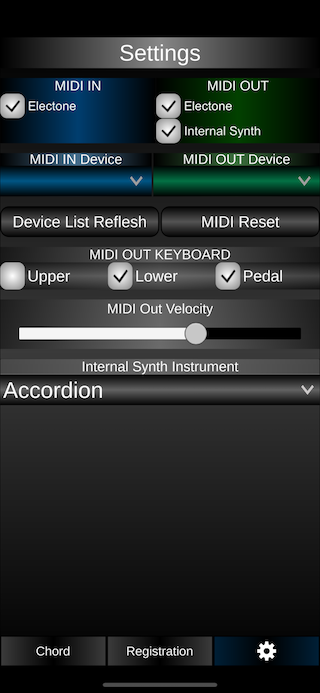 Settings
MIDI IN
MIDI OUT
Electone
Electone
Internal Synth
MIDI IN Device
MIDI OUT Device
Device List Reflesh
MIDI Reset
MIDI OUT KEYBOARD
Upper
Lower
Pedal
MIDI Out Velocity
Internal Synth Instrument
Accordion
Chord
Registration